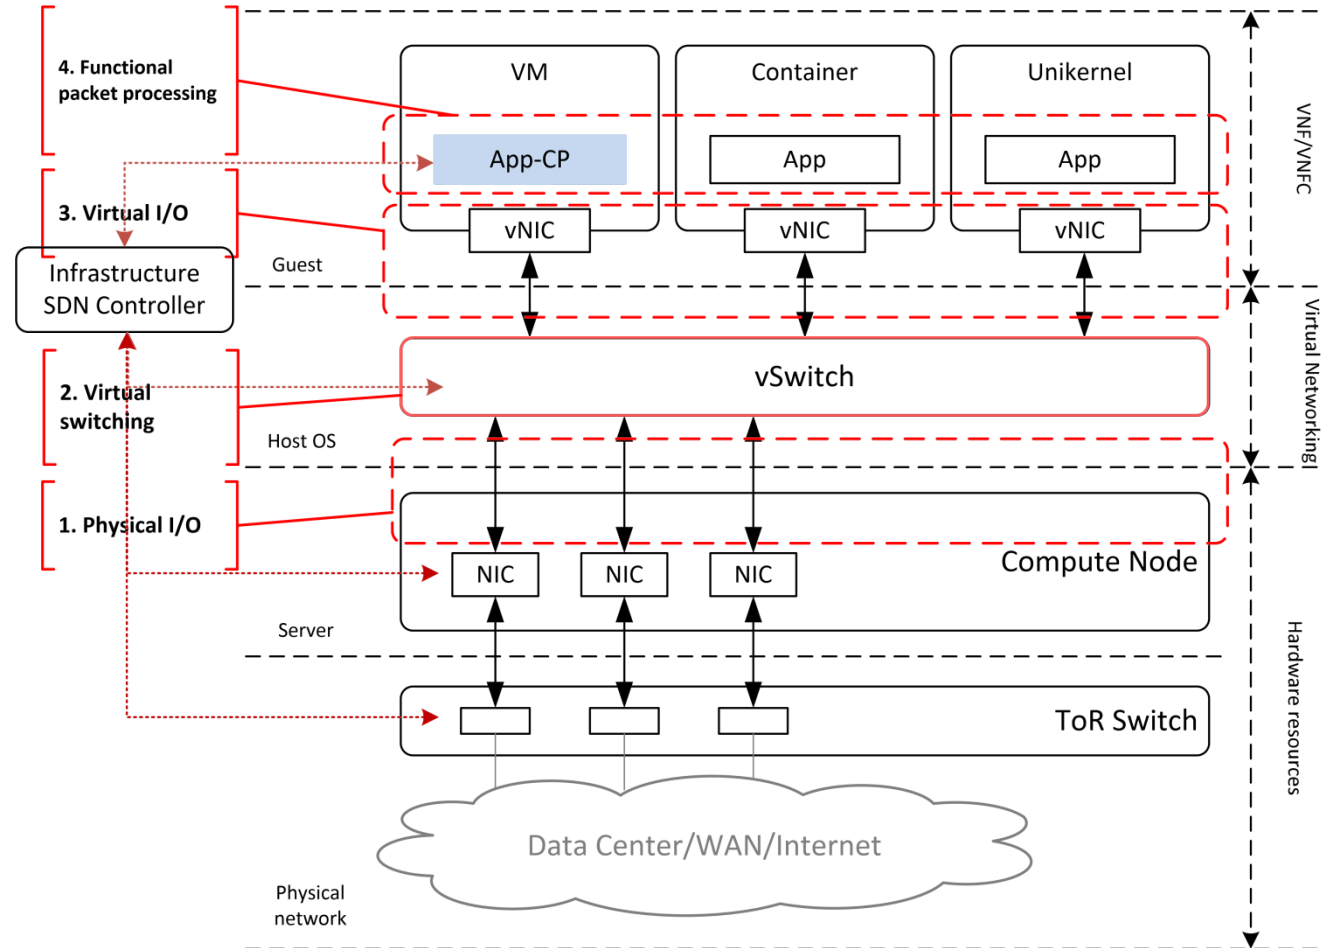 4. Functional
packet processing
VM
Container
Unikernel
VNF/VNFC
App-CP
App
App
3. Virtual I/O
vNIC
vNIC
vNIC
Guest
Infrastructure
SDN Controller
Virtual Networking
2. Virtual
switching
vSwitch
Host OS
1. Physical I/O
Compute Node
NIC
NIC
NIC
Server
Hardware resources
ToR Switch
Data Center/WAN/Internet
Physical
network